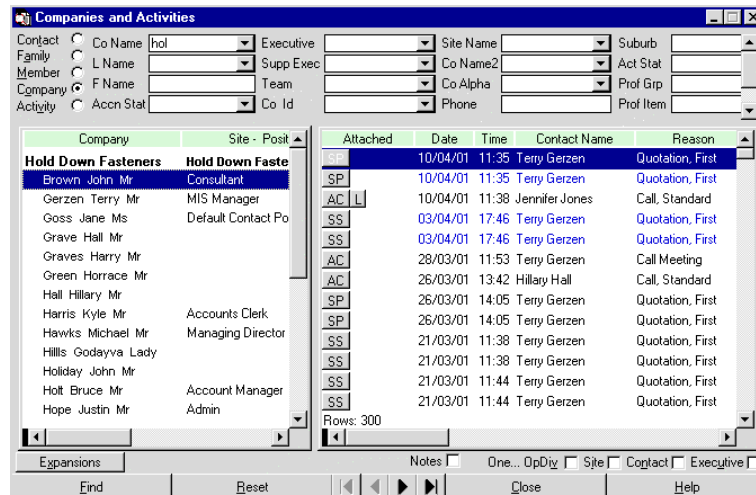 Companies and Activities
Contact Co Name hol Executive Site Name Suburb
Family L Name Supp Exec Co Name2 Act Stat
Member F Name Team Co Alpha Prof Grp
Company Accn Stat Co Id Phone Prof Item
Activity
Company Site - Posit
Hold Down Fasteners Hold Down Faste
Brown John Mr Consultant
Gerzen Terry Mr MIS Manager
Goss Jane Ms Default Contact Po
Grave Hall Mr
Graves Harry Mr
Green Horrace Mr
Hall Hillary Mr
Harris Kyle Mr Accounts Clerk
Hawks Michael Mr Managing Director
Hillls Godayva Lady
Holiday John Mr
Holt Bruce Mr Account Manager
Hope Justin Mr Admin
Attached Date Time Contact Name Reason
SP 10/04/01 11:35 Terry Gerzen Quotation, First
SP 10/04/01 11:35 Terry Gerzen Quotation, First
AC L 10/04/01 11:38 Jennifer Jones Call, Standard
SS 03/04/01 17:46 Terry Gerzen Quotation, First
SS 03/04/01 17:46 Terry Gerzen Quotation, First
AC 28/03/01 11:53 Terry Gerzen Call Meeting
AC 26/03/01 13:42 Hillary Hall Call, Standard
SP 26/03/01 14:05 Terry Gerzen Quotation, First
SP 26/03/01 14:05 Terry Gerzen Quotation, First
SS 21/03/01 11:38 Terry Gerzen Quotation, First
SS 21/03/01 11:38 Terry Gerzen Quotation, First
SS 21/03/01 11:44 Terry Gerzen Quotation, First
SS 21/03/01 11:44 Terry Gerzen Quotation, First
Rows: 300
Expansions Notes One... OpDiv Site Contact Executive
Find Reset Close Help